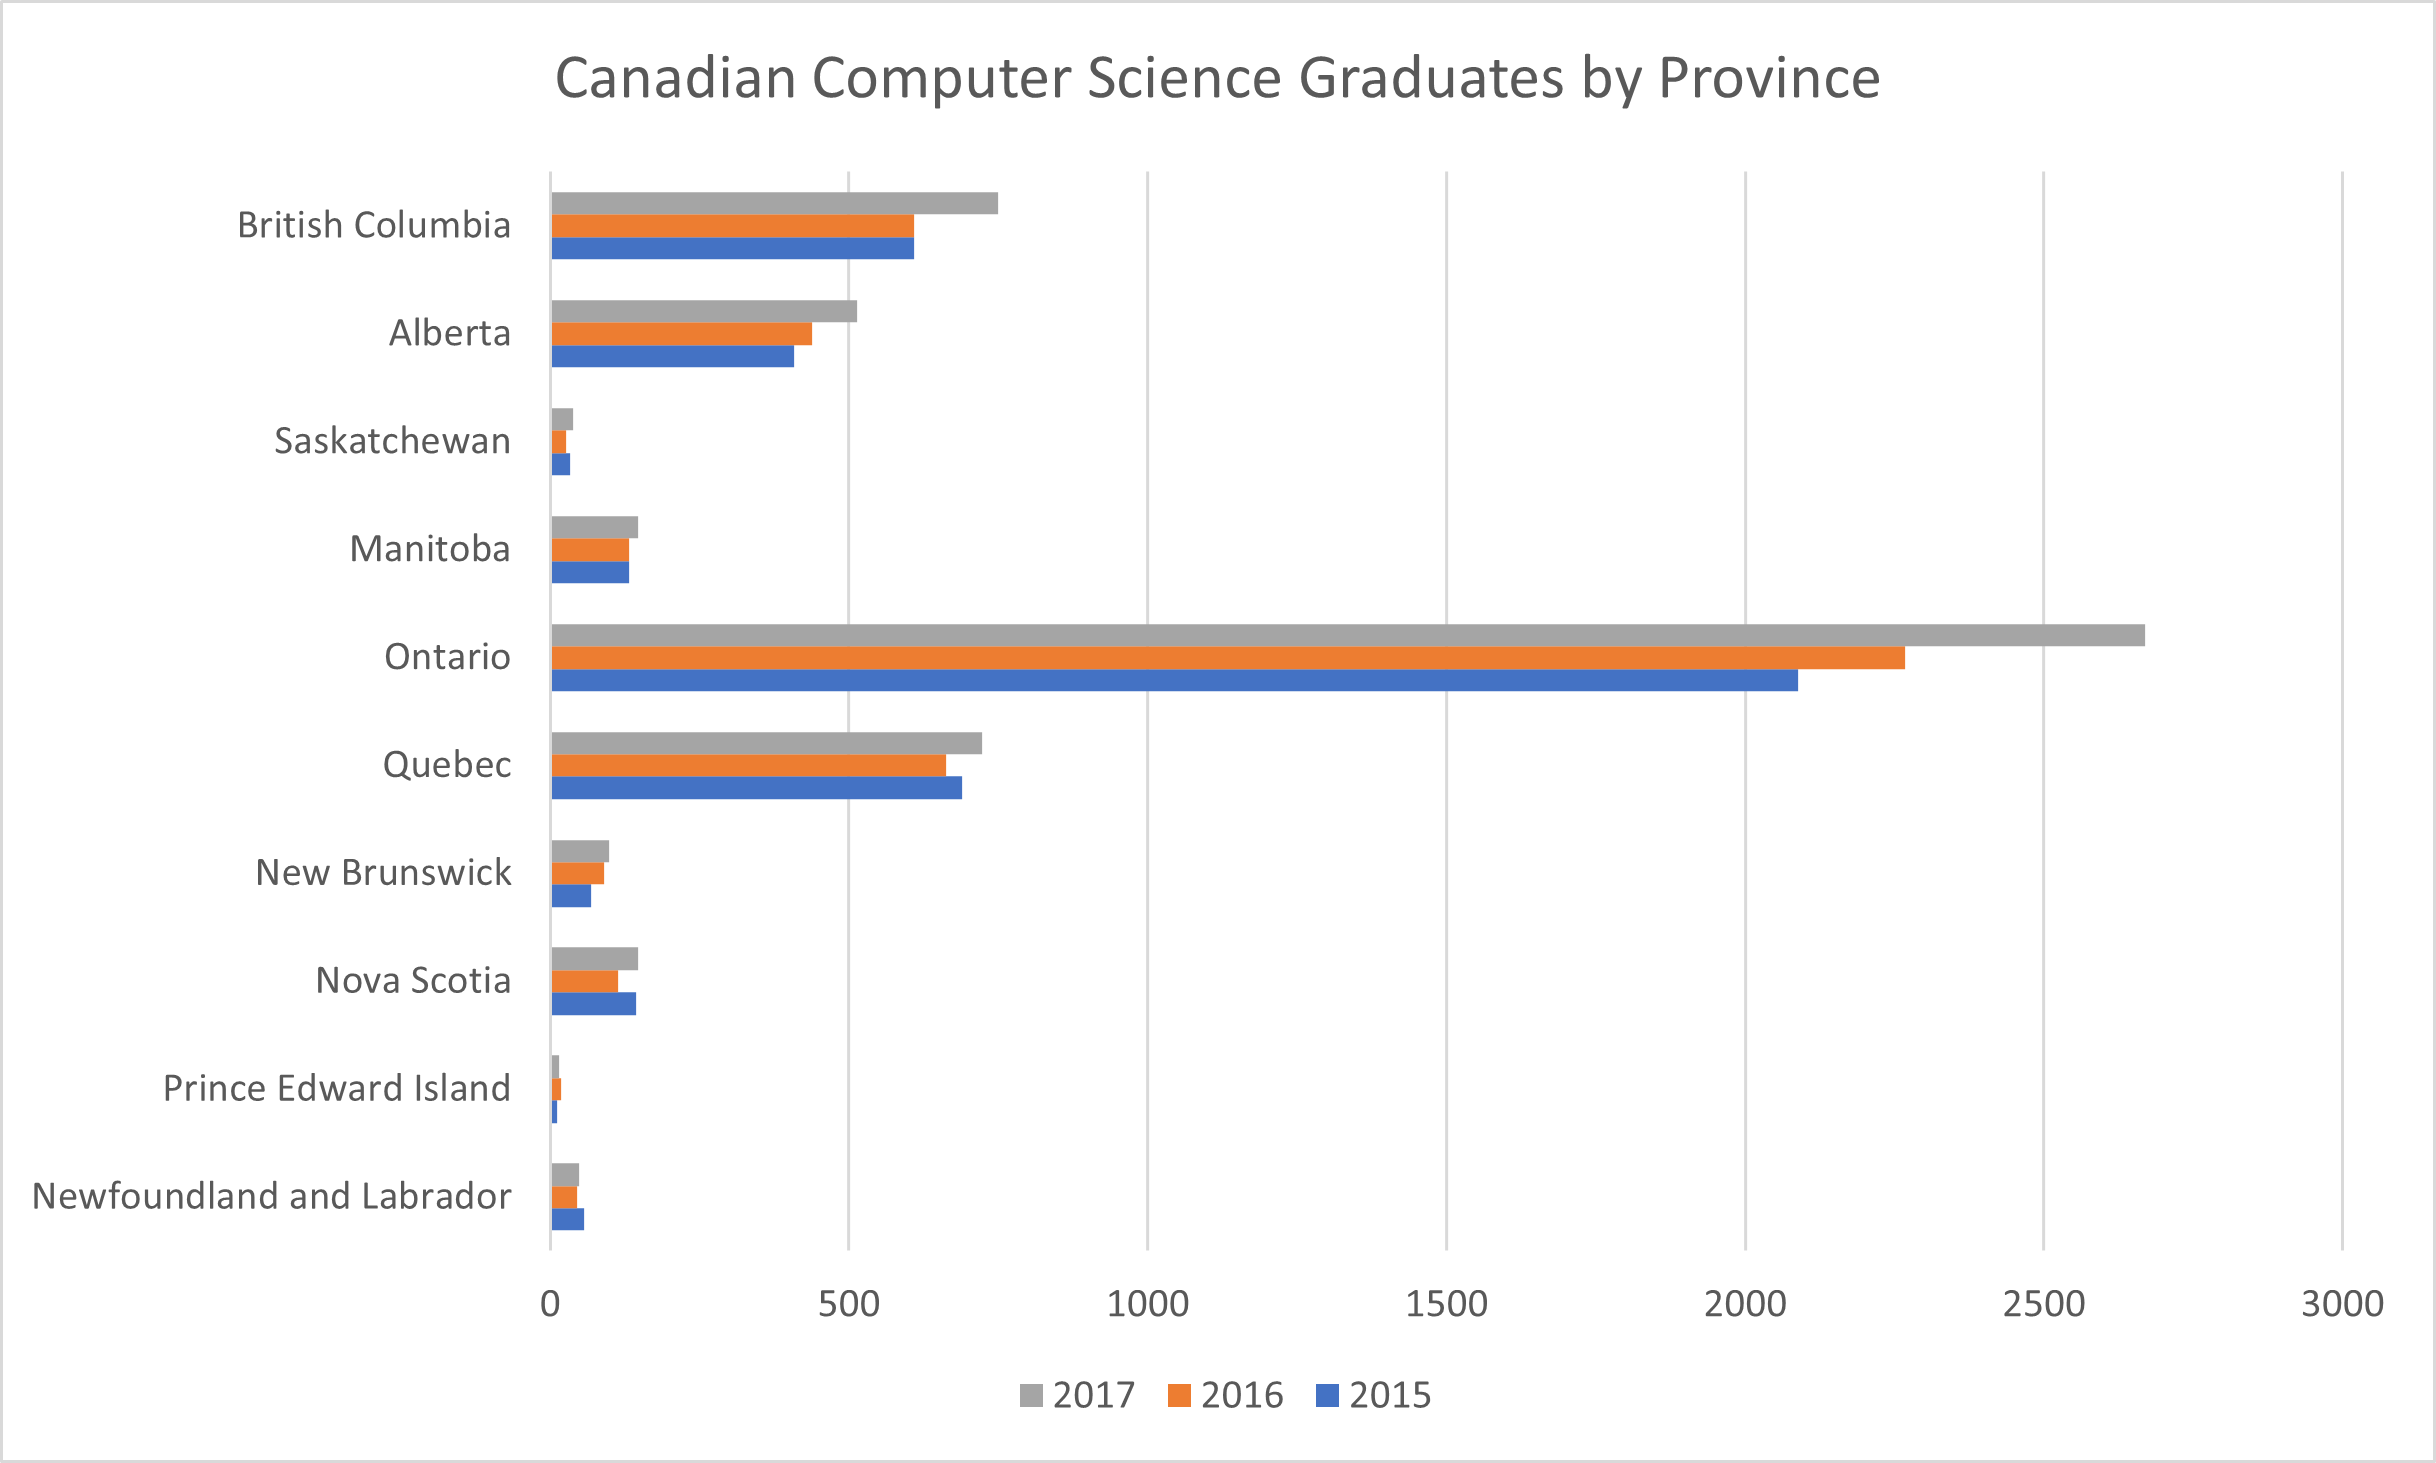 Canadian Computer Science Graduates by Province
British Columbia
Alberta
Saskatchewan
Manitoba
Ontario
Quebec
New Brunswick
Nova Scotia
Prince Edward Island
Newfoundland and Labrador
0 500 1000 1500 2000 2500 3000
2017 2016 2015